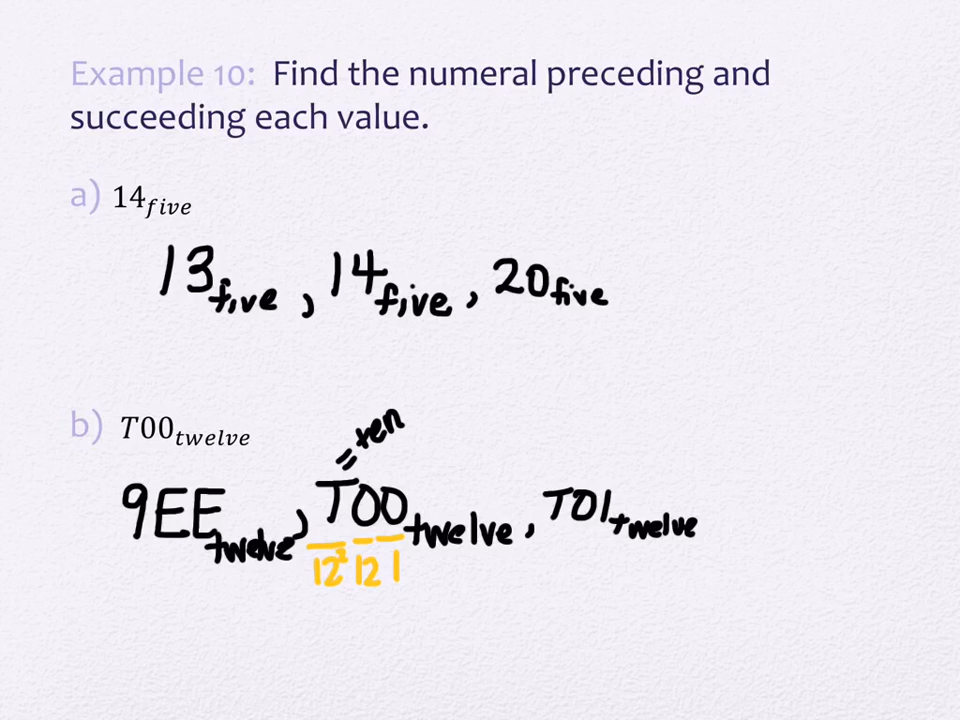 Example 10: Find the numeral preceding and
succeeding each value.
a) 14five
13five, 14five, 20five
b) T00twelve
=ten
9EEtwelve, T00twelve, T01twelve
12² 12 1